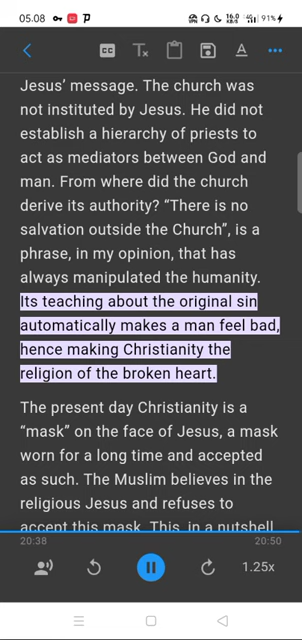 05.08
16.0
KB/S
4G
91%
CC
A
Jesus’ message. The church was
not instituted by Jesus. He did not
establish a hierarchy of priests to
act as mediators between God and
man. From where did the church
derive its authority? “There is no
salvation outside the Church”, is a
phrase, in my opinion, that has
always manipulated the humanity.
Its teaching about the original sin
automatically makes a man feel bad,
hence making Christianity the
religion of the broken heart.
The present day Christianity is a
“mask” on the face of Jesus, a mask
worn for a long time and accepted
as such. The Muslim believes in the
religious Jesus and refuses to
accept this mask. This, in a nutshell
20:38
20:50
1.25x